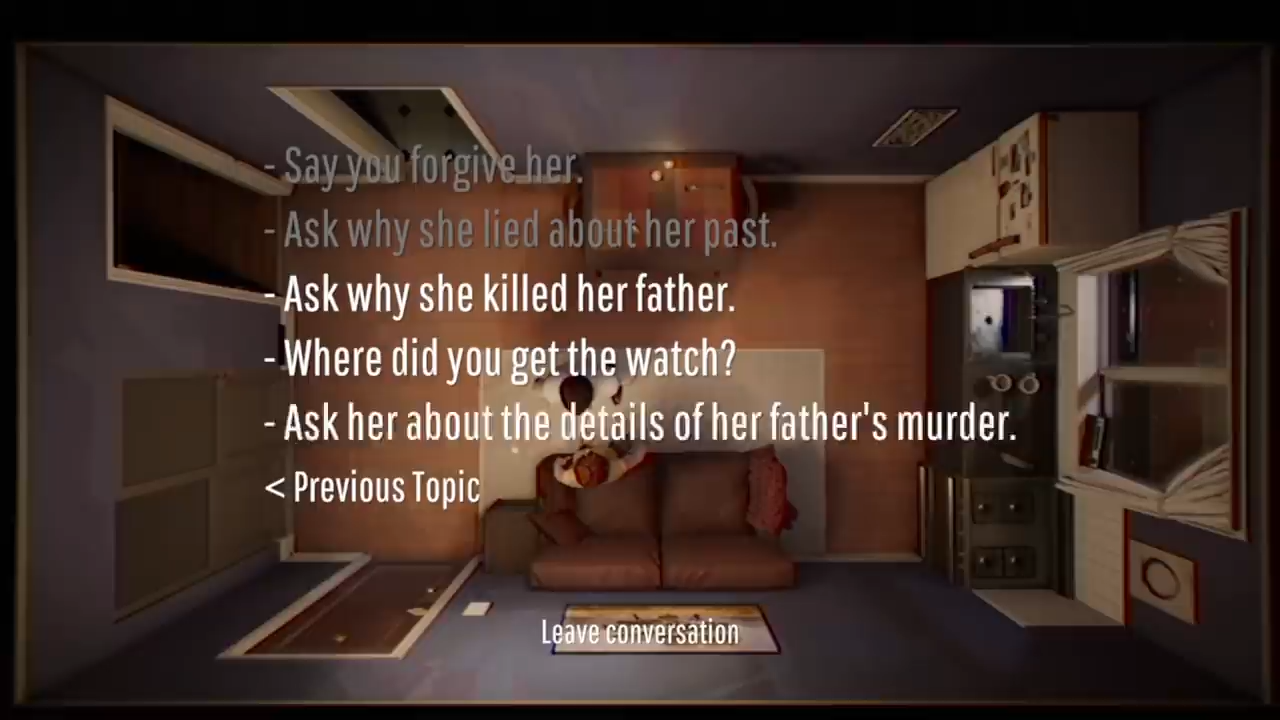 - Say you forgive her.
- Ask why she lied about her past.
- Ask why she killed her father.
- Where did you get the watch?
- Ask her about the details of her father's murder.
< Previous Topic
Leave conversation